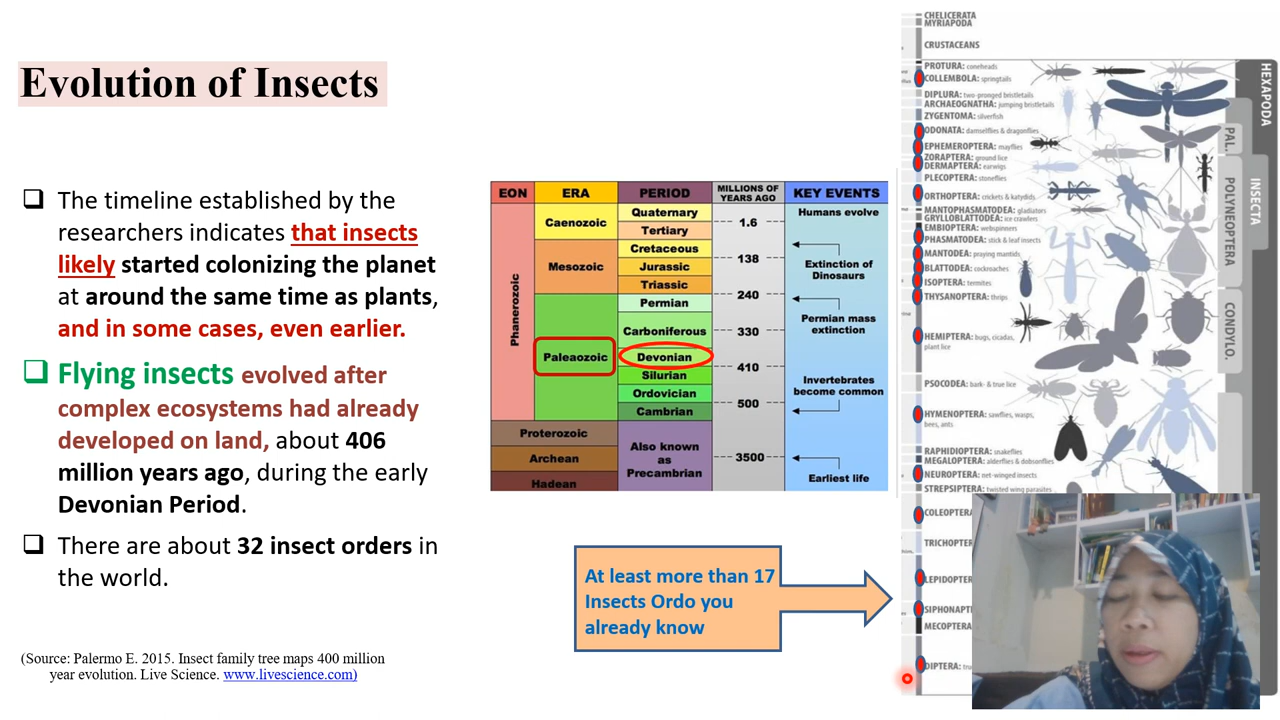 Evolution of Insects
❑ The timeline established by the
researchers indicates that insects
likely started colonizing the planet
at around the same time as plants,
and in some cases, even earlier.
❑ Flying insects evolved after
complex ecosystems had already
developed on land, about 406
million years ago, during the early
Devonian Period.
❑ There are about 32 insect orders in
the world.
(Source: Palermo E. 2015. Insect family tree maps 400 million
year evolution. Live Science. www.livescience.com)
EON ERA PERIOD MILLIONS OF YEARS AGO KEY EVENTS
Phanerozoic
Caenozoic
Quaternary
Tertiary
1.6
Humans evolve
Mesozoic
Cretaceous
Jurassic
Triassic
138
Extinction of
Dinosaurs
240
Paleaozoic
Permian
Carboniferous
Devonian
Silurian
Ordovician
Cambrian
330
410
500
Permian mass
extinction
Invertebrates
become common
Proterozoic
Archean
Hadean
Also known
as
Precambrian
3500
Earliest life
At least more than 17
Insects Ordo you
already know
CHELICERATA
MYRIAPODA
CRUSTACEANS
PROTURA: coneheads
COLLEMBOLA: springtails
DIPLURA: two-pronged bristletails
ARCHAEOGNATHA: jumping bristletails
ZYGENTOMA: silverfish
ODONATA: damselflies & dragonflies
EPHEMEROPTERA: mayflies
ZORAPTERA: ground lice
DERMAPTERA: earwigs
PLECOPTERA: stoneflies
ORTHOPTERA: crickets & katydids
MANTOPHASMATODEA: gladiators
GRYLLOBLATTODEA: ice crawlers
EMBIOPTERA: webspinners
PHASMATODEA: stick & leaf insects
MANTODEA: praying mantids
BLATTODEA: cockroaches
ISOPTERA: termites
THYSANOPTERA: thrips
HEMIPTERA: bugs, cicadas,
plant lice
PSOCODEA: bark- & true lice
HYMENOPTERA: sawflies, wasps,
bees, ants
RAPHIDIOPTERA: snakeflies
MEGALOPTERA: alderflies & dobsonflies
NEUROPTERA: net-winged insects
STREPSIPTERA: twisted wing parasites
COLEOPTERA
TRICHOPTER
LEPIDOPTER
SIPHONAPT
MECOPTERA
DIPTERA: tru
HEXAPODA
INSECTA
PAL.
POLYNEOPTERA
CONDYLO.